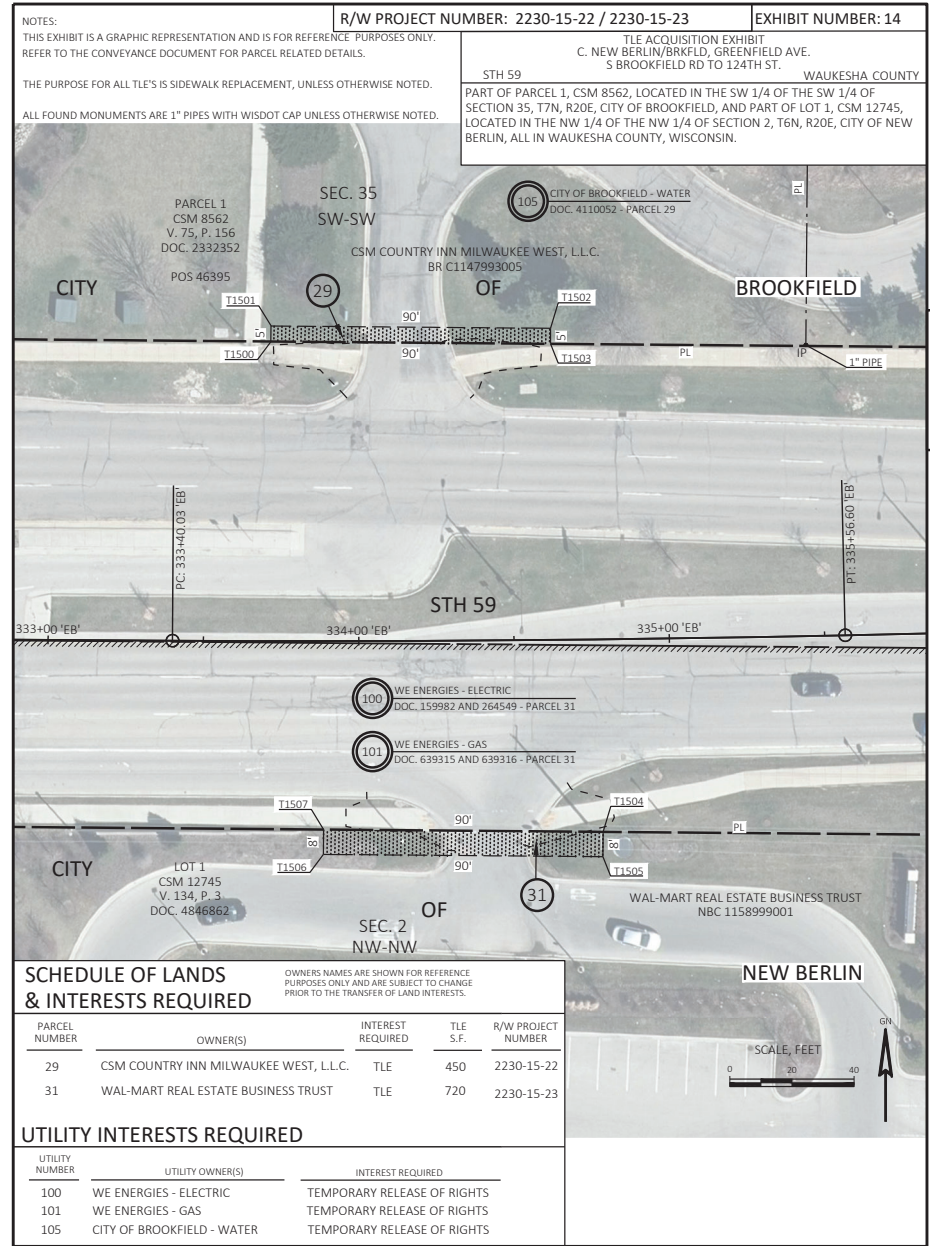 NOTES:
THIS EXHIBIT IS A GRAPHIC REPRESENTATION AND IS FOR REFERENCE PURPOSES ONLY.
REFER TO THE CONVEYANCE DOCUMENT FOR PARCEL RELATED DETAILS.
THE PURPOSE FOR ALL TLE'S IS SIDEWALK REPLACEMENT, UNLESS OTHERWISE NOTED.
ALL FOUND MONUMENTS ARE 1" PIPES WITH WISDOT CAP UNLESS OTHERWISE NOTED.
R/W PROJECT NUMBER: 2230-15-22 / 2230-15-23
EXHIBIT NUMBER: 14
TLE ACQUISITION EXHIBIT
C. NEW BERLIN/BRKFLD, GREENFIELD AVE.
S BROOKFIELD RD TO 124TH ST.
STH 59 WAUKESHA COUNTY
PART OF PARCEL 1, CSM 8562, LOCATED IN THE SW 1/4 OF THE SW 1/4 OF
SECTION 35, T7N, R20E, CITY OF BROOKFIELD, AND PART OF LOT 1, CSM 12745,
LOCATED IN THE NW 1/4 OF THE NW 1/4 OF SECTION 2, T6N, R20E, CITY OF NEW
BERLIN, ALL IN WAUKESHA COUNTY, WISCONSIN.
PARCEL 1
CSM 8562
V. 75, P. 156
DOC. 2332352
POS 46395
SEC. 35
SW-SW
105
CITY OF BROOKFIELD - WATER
DOC. 4110052 - PARCEL 29
PL
CSM COUNTRY INN MILWAUKEE WEST, L.L.C.
BR C1147993005
CITY
29
OF
BROOKFIELD
T1501
T1502
90'
5'
5'
T1500
90'
T1503
PL
IP
1" PIPE
PC: 333+40.03 'EB'
PT: 335+56.60 'EB'
STH 59
333+00 'EB'
334+00 'EB'
335+00 'EB'
100
WE ENERGIES - ELECTRIC
DOC. 159982 AND 264549 - PARCEL 31
101
WE ENERGIES - GAS
DOC. 639315 AND 639316 - PARCEL 31
T1507
T1504
90'
PL
8'
8'
T1506
90'
T1505
CITY
LOT 1
CSM 12745
V. 134, P. 3
DOC. 4846862
31
OF
SEC. 2
NW-NW
WAL-MART REAL ESTATE BUSINESS TRUST
NBC 1158999001
NEW BERLIN
GN
SCALE, FEET
0 20 40
SCHEDULE OF LANDS
& INTERESTS REQUIRED
OWNERS NAMES ARE SHOWN FOR REFERENCE
PURPOSES ONLY AND ARE SUBJECT TO CHANGE
PRIOR TO THE TRANSFER OF LAND INTERESTS.
PARCEL NUMBER OWNER(S) INTEREST REQUIRED TLE S.F. R/W PROJECT NUMBER
29 CSM COUNTRY INN MILWAUKEE WEST, L.L.C. TLE 450 2230-15-22
31 WAL-MART REAL ESTATE BUSINESS TRUST TLE 720 2230-15-23
UTILITY INTERESTS REQUIRED
UTILITY NUMBER UTILITY OWNER(S) INTEREST REQUIRED
100 WE ENERGIES - ELECTRIC TEMPORARY RELEASE OF RIGHTS
101 WE ENERGIES - GAS TEMPORARY RELEASE OF RIGHTS
105 CITY OF BROOKFIELD - WATER TEMPORARY RELEASE OF RIGHTS